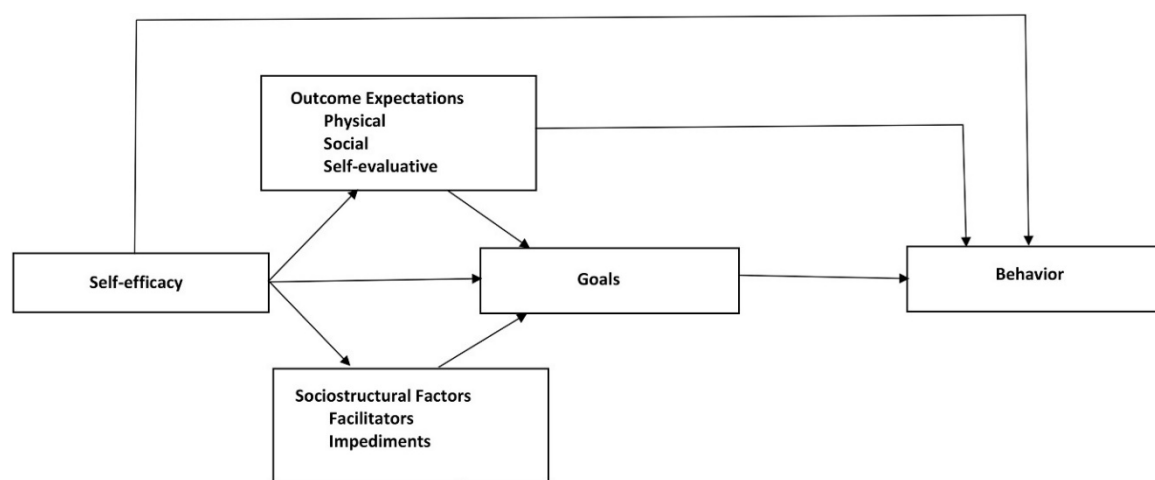 Outcome Expectations
Physical
Social
Self-evaluative
Self-efficacy
Goals
Behavior
Sociostructural Factors
Facilitators
Impediments